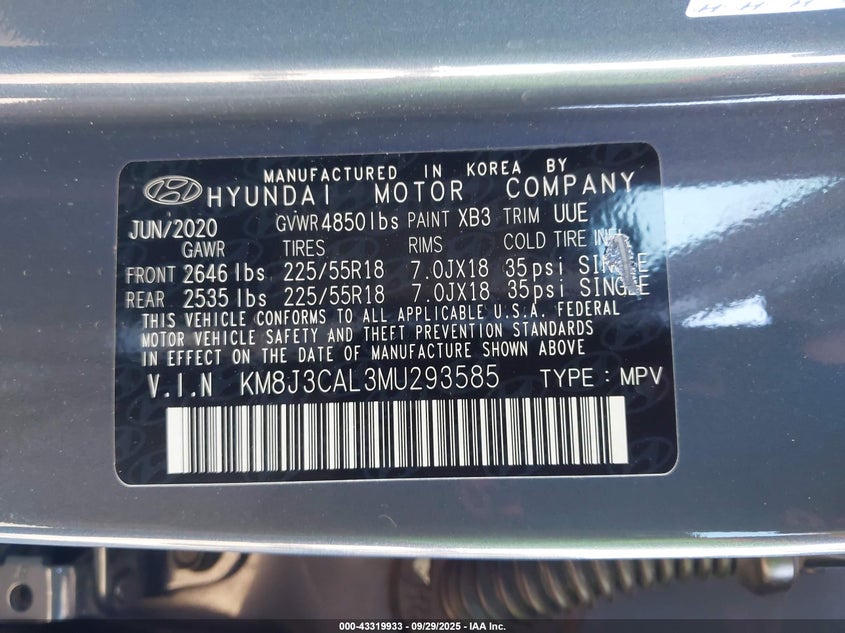 MANUFACTURED IN KOREA BY
HYUNDAI MOTOR COMPANY
JUN/2020 GVWR 4850 lbs PAINT XB3 TRIM UUE
GAWR TIRES RIMS COLD TIRE INFL
FRONT 2646 lbs 225/55R18 7.0JX18 35 psi SINGLE
REAR 2535 lbs 225/55R18 7.0JX18 35 psi SINGLE
THIS VEHICLE CONFORMS TO ALL APPLICABLE U.S.A. FEDERAL
MOTOR VEHICLE SAFETY AND THEFT PREVENTION STANDARDS
IN EFFECT ON THE DATE OF MANUFACTURE SHOWN ABOVE
V.I.N KM8J3CAL3MU293585 TYPE : MPV
000-43319933 - 09/29/2025 - IAA Inc.